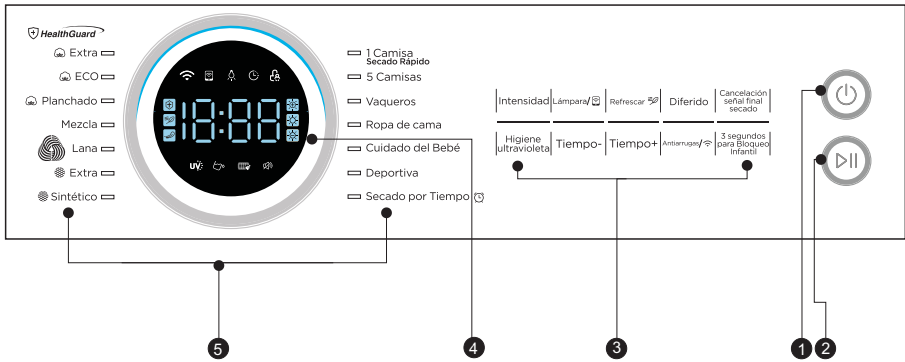 HealthGuard
Extra
ECO
Planchado
Mezcla
Lana
Extra
Sintético
18:88
UV
1 Camisa
Secado Rápido
5 Camisas
Vaqueros
Ropa de cama
Cuidado del Bebé
Deportiva
Secado por Tiempo
Intensidad
Lámpara/
Refrescar
Diferido
Cancelación
señal final
secado
Higiene
ultravioleta
Tiempo-
Tiempo+
Antiarrugas/
3 segundos
para Bloqueo
Infantil
5
4
3
1
2